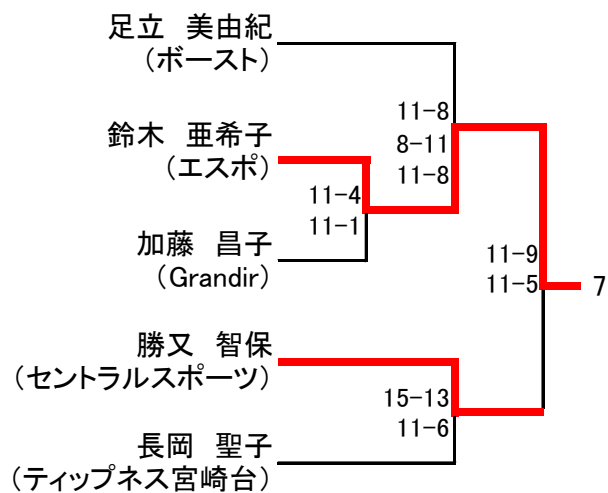 足立 美由紀
(ボースト)
鈴木 亜希子
(エスポ)
加藤 昌子
(Grandir)
勝又 智保
(セントラルスポーツ)
長岡 聖子
(ティップネス宮崎台)
11-4
11-1
11-8
8-11
11-8
15-13
11-6
11-9
11-5
7